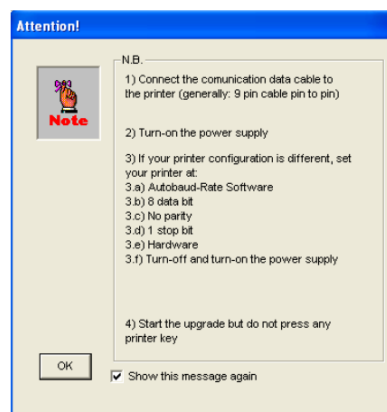 Attention!
N.B.
Note
1) Connect the comunication data cable to
the printer (generally: 9 pin cable pin to pin)
2) Turn-on the power supply
3) If your printer configuration is different, set
your printer at:
3.a) Autobaud-Rate Software
3.b) 8 data bit
3.c) No parity
3.d) 1 stop bit
3.e) Hardware
3.f) Turn-off and turn-on the power supply
4) Start the upgrade but do not press any
printer key
OK
Show this message again